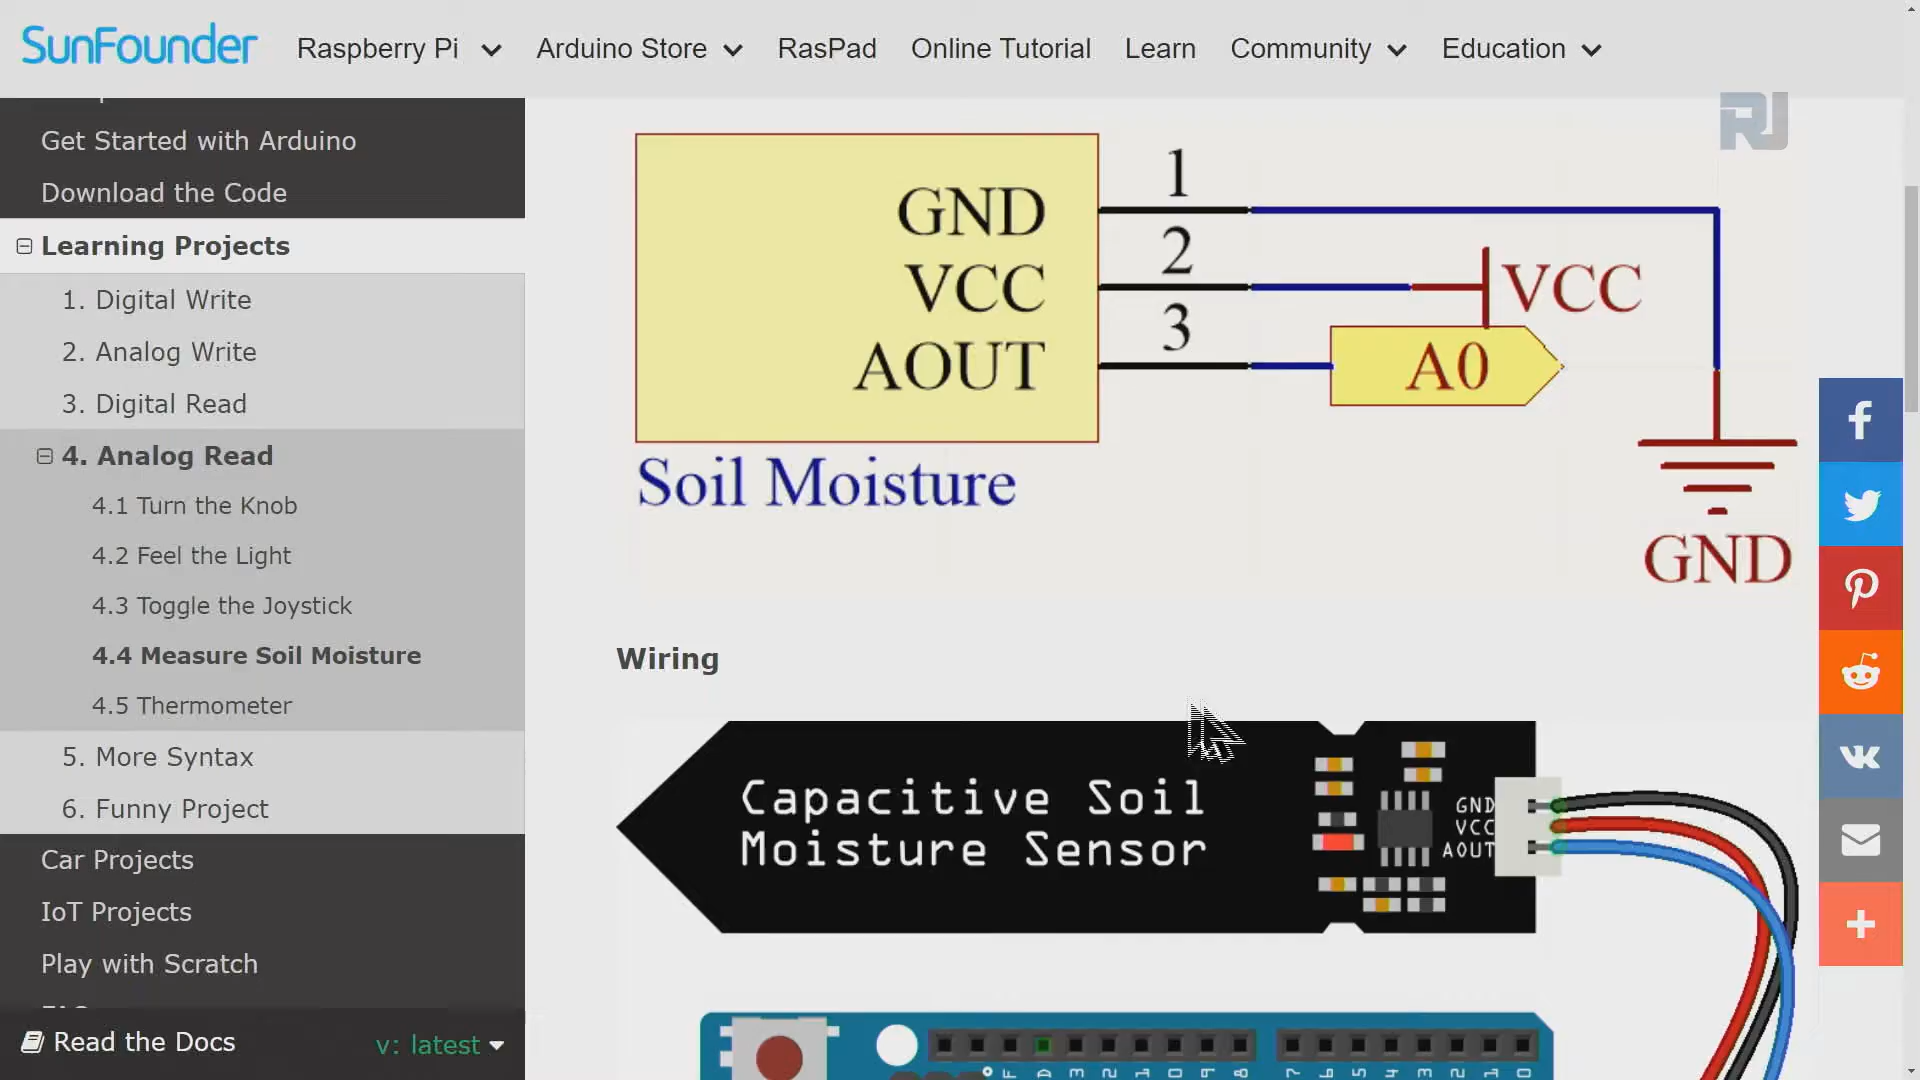 SunFounder
Raspberry Pi
Arduino Store
RasPad
Online Tutorial
Learn
Community
Education
Get Started with Arduino
Download the Code
Learning Projects
1. Digital Write
2. Analog Write
3. Digital Read
4. Analog Read
4.1 Turn the Knob
4.2 Feel the Light
4.3 Toggle the Joystick
4.4 Measure Soil Moisture
4.5 Thermometer
5. More Syntax
6. Funny Project
Car Projects
IoT Projects
Play with Scratch
Read the Docs
v: latest
RJ
GND 1
VCC 2 VCC
AOUT 3 A0
Soil Moisture
GND
Wiring
Capacitive Soil
Moisture Sensor
GND
VCC
AOUT